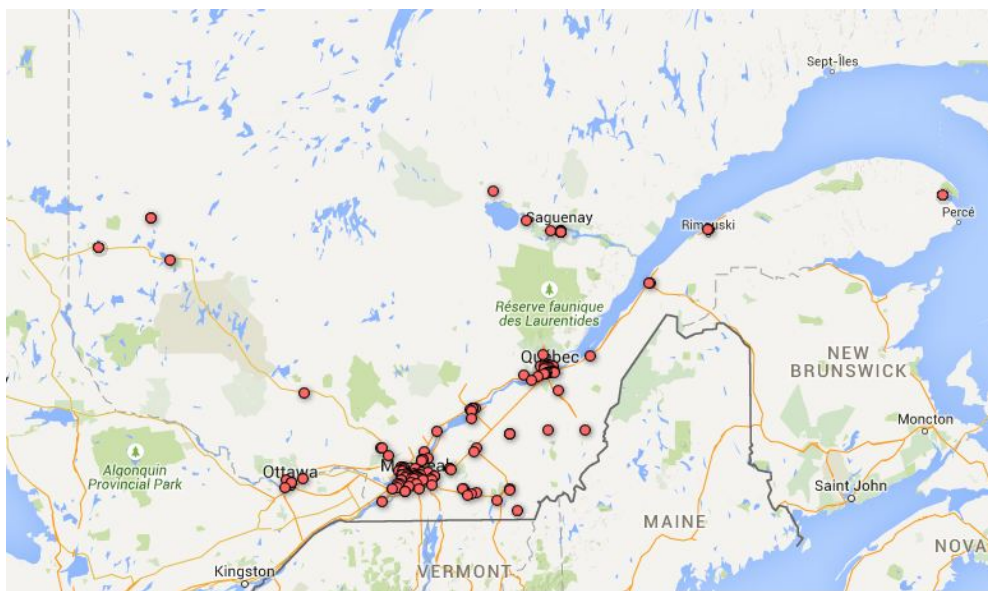 Sept-Îles
Saguenay
Rimouski
Percé
Réserve faunique
des Laurentides
Québec
NEW
BRUNSWICK
Moncton
Algonquin
Provincial Park
Ottawa
Montréal
Saint John
MAINE
NOVA
Kingston
VERMONT